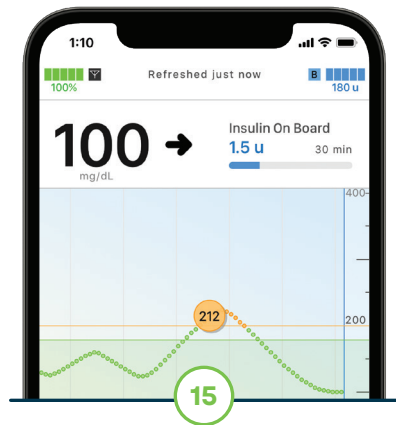 1:10
Refreshed just now
B
100%
180 u
100
mg/dL
Insulin On Board
1.5 u
30 min
400
212
200
15